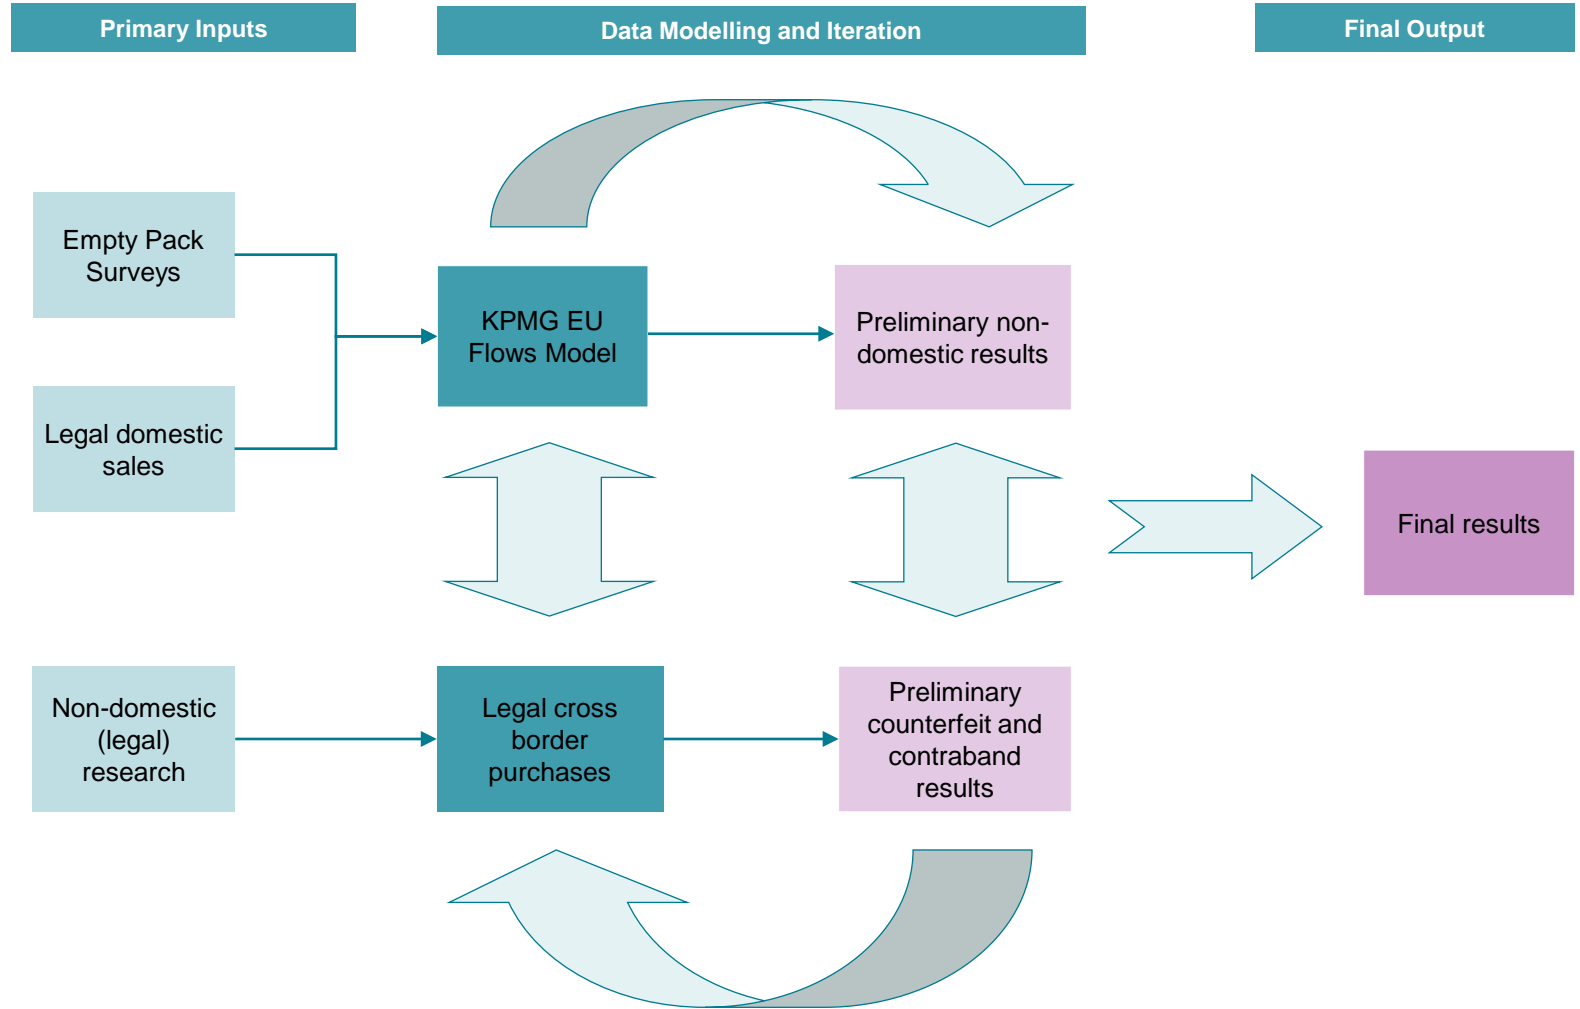 Primary Inputs
Data Modelling and Iteration
Final Output
Empty Pack
Surveys
Legal domestic
sales
KPMG EU
Flows Model
Preliminary non-
domestic results
Final results
Non-domestic
(legal)
research
Legal cross
border
purchases
Preliminary
counterfeit and
contraband
results